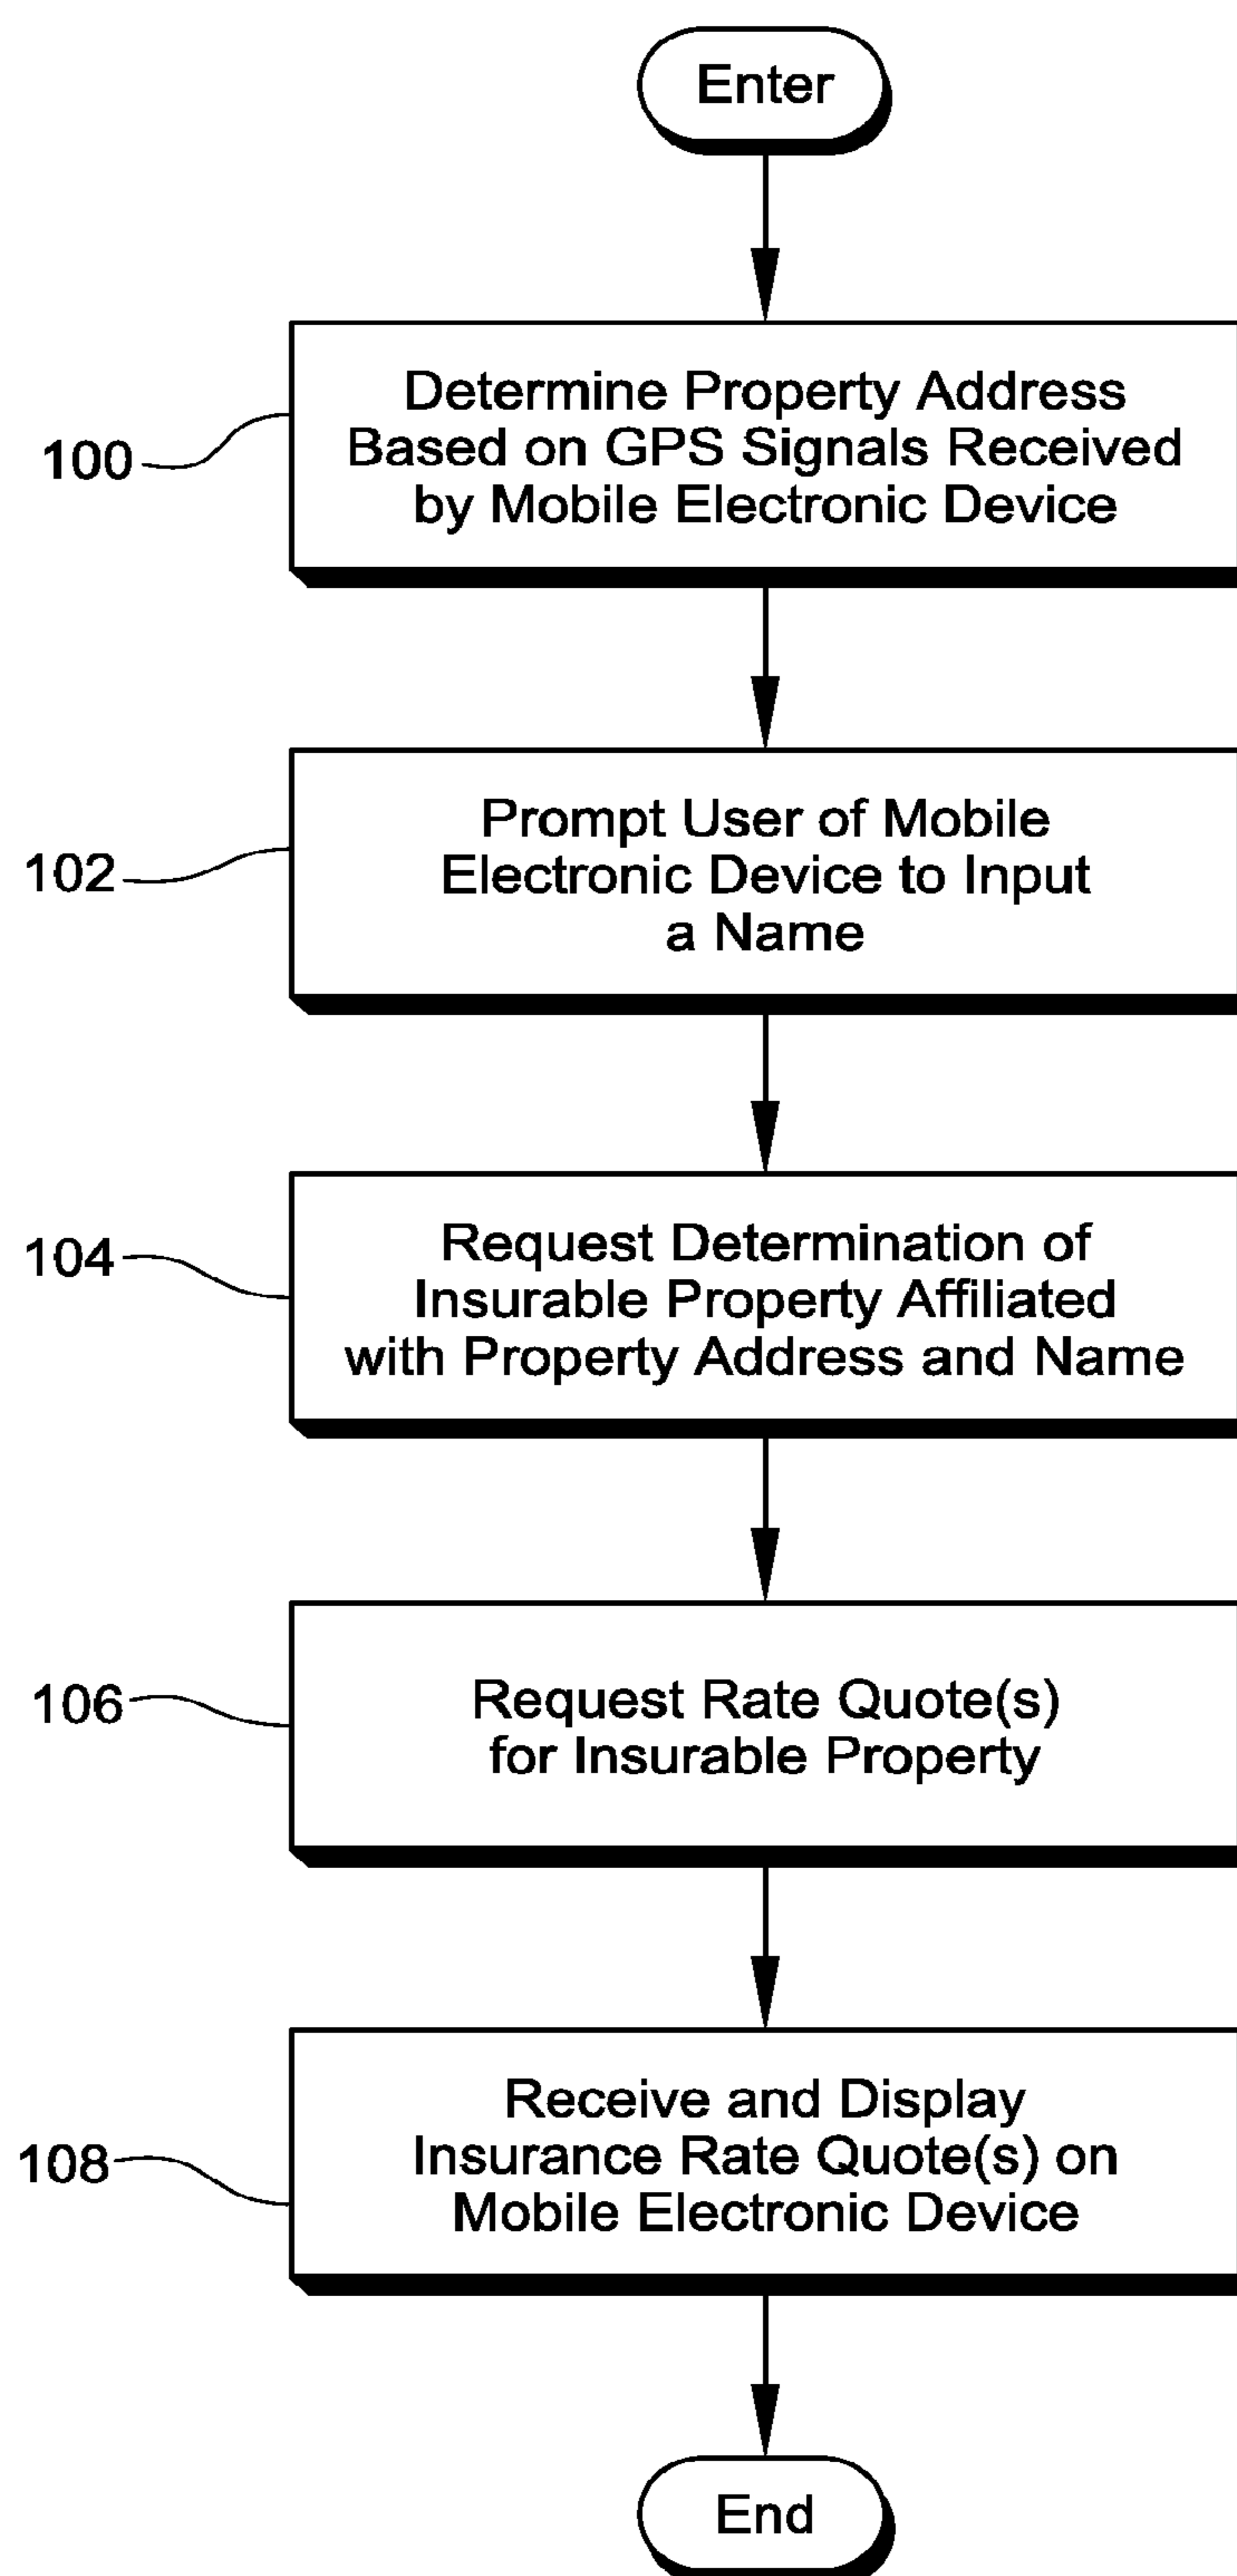 Enter
100
Determine Property Address
Based on GPS Signals Received
by Mobile Electronic Device
102
Prompt User of Mobile
Electronic Device to Input
a Name
104
Request Determination of
Insurable Property Affiliated
with Property Address and Name
106
Request Rate Quote(s)
for Insurable Property
108
Receive and Display
Insurance Rate Quote(s) on
Mobile Electronic Device
End